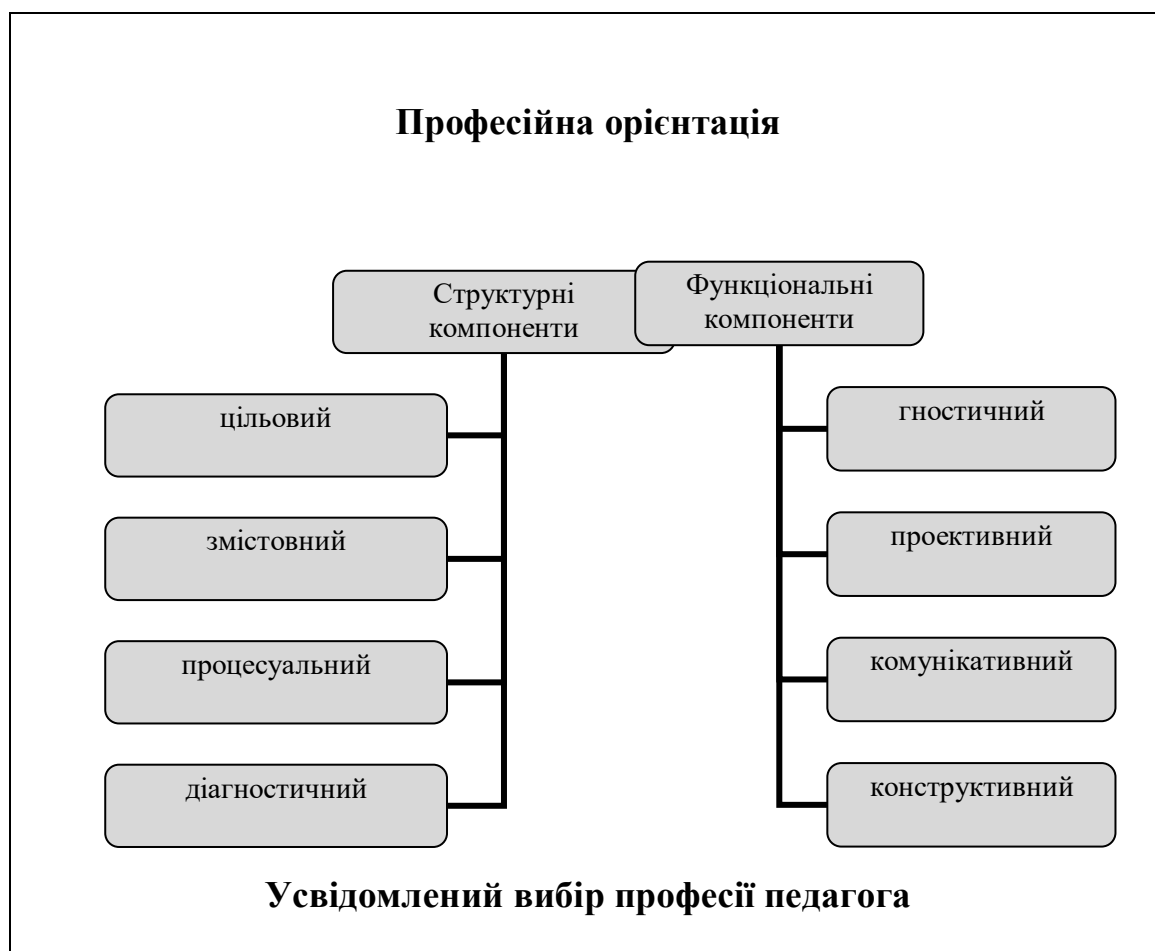 Професійна орієнтація
Структурні
компоненти
Функціональні
компоненти
цільовий
змістовний
процесуальний
діагностичний
гностичний
проективний
комунікативний
конструктивний
Усвідомлений вибір професії педагога